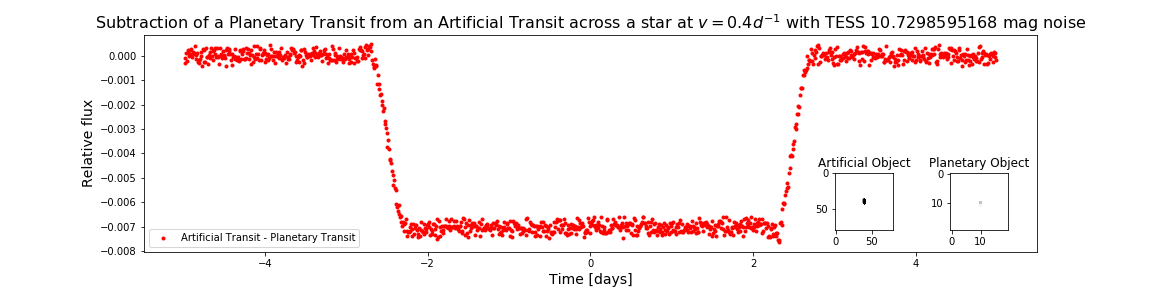 Subtraction of a Planetary Transit from an Artificial Transit across a star at v = 0.4d⁻¹ with TESS 10.7298595168 mag noise
Relative flux
0.000
−0.001
−0.002
−0.003
−0.004
−0.005
−0.006
−0.007
−0.008
Artificial Transit - Planetary Transit
Artificial Object
0
50
0 50
Planetary Object
0
10
0 10
−4 −2 0 2 4
Time [days]